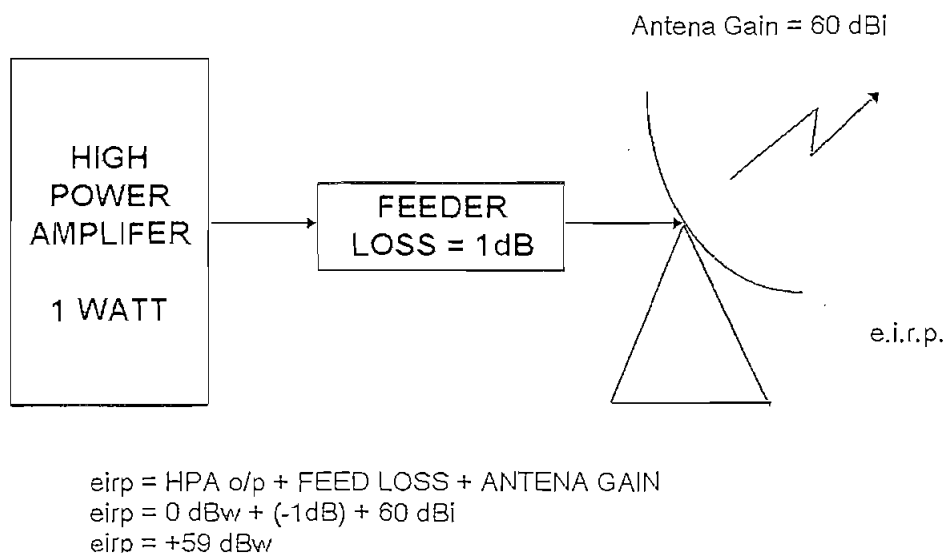 Antena Gain = 60 dBi
HIGH
POWER
AMPLIFER
1 WATT
FEEDER
LOSS = 1dB
e.i.r.p.
eirp = HPA o/p + FEED LOSS + ANTENA GAIN
eirp = 0 dBw + (-1dB) + 60 dBi
eirp = +59 dBw